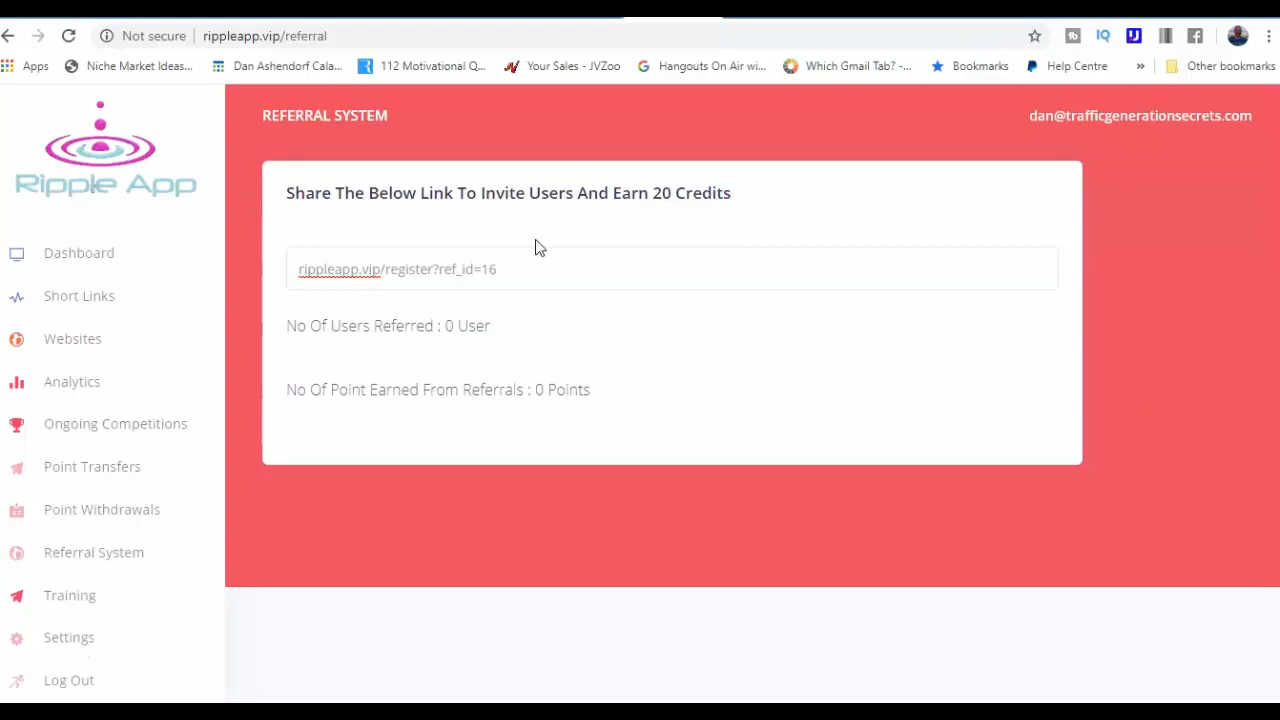 Not secure rippleapp.vip/referral
Apps Niche Market Ideas... Dan Ashendorf Cala... 112 Motivational Q... Your Sales - JVZoo Hangouts On Air wi... Which Gmail Tab? -... Bookmarks Help Centre » Other bookmarks
Ripple App
Dashboard
Short Links
Websites
Analytics
Ongoing Competitions
Point Transfers
Point Withdrawals
Referral System
Training
Settings
Log Out
REFERRAL SYSTEM
dan@trafficgenerationsecrets.com
Share The Below Link To Invite Users And Earn 20 Credits
rippleapp.vip/register?ref_id=16
No Of Users Referred : 0 User
No Of Point Earned From Referrals : 0 Points